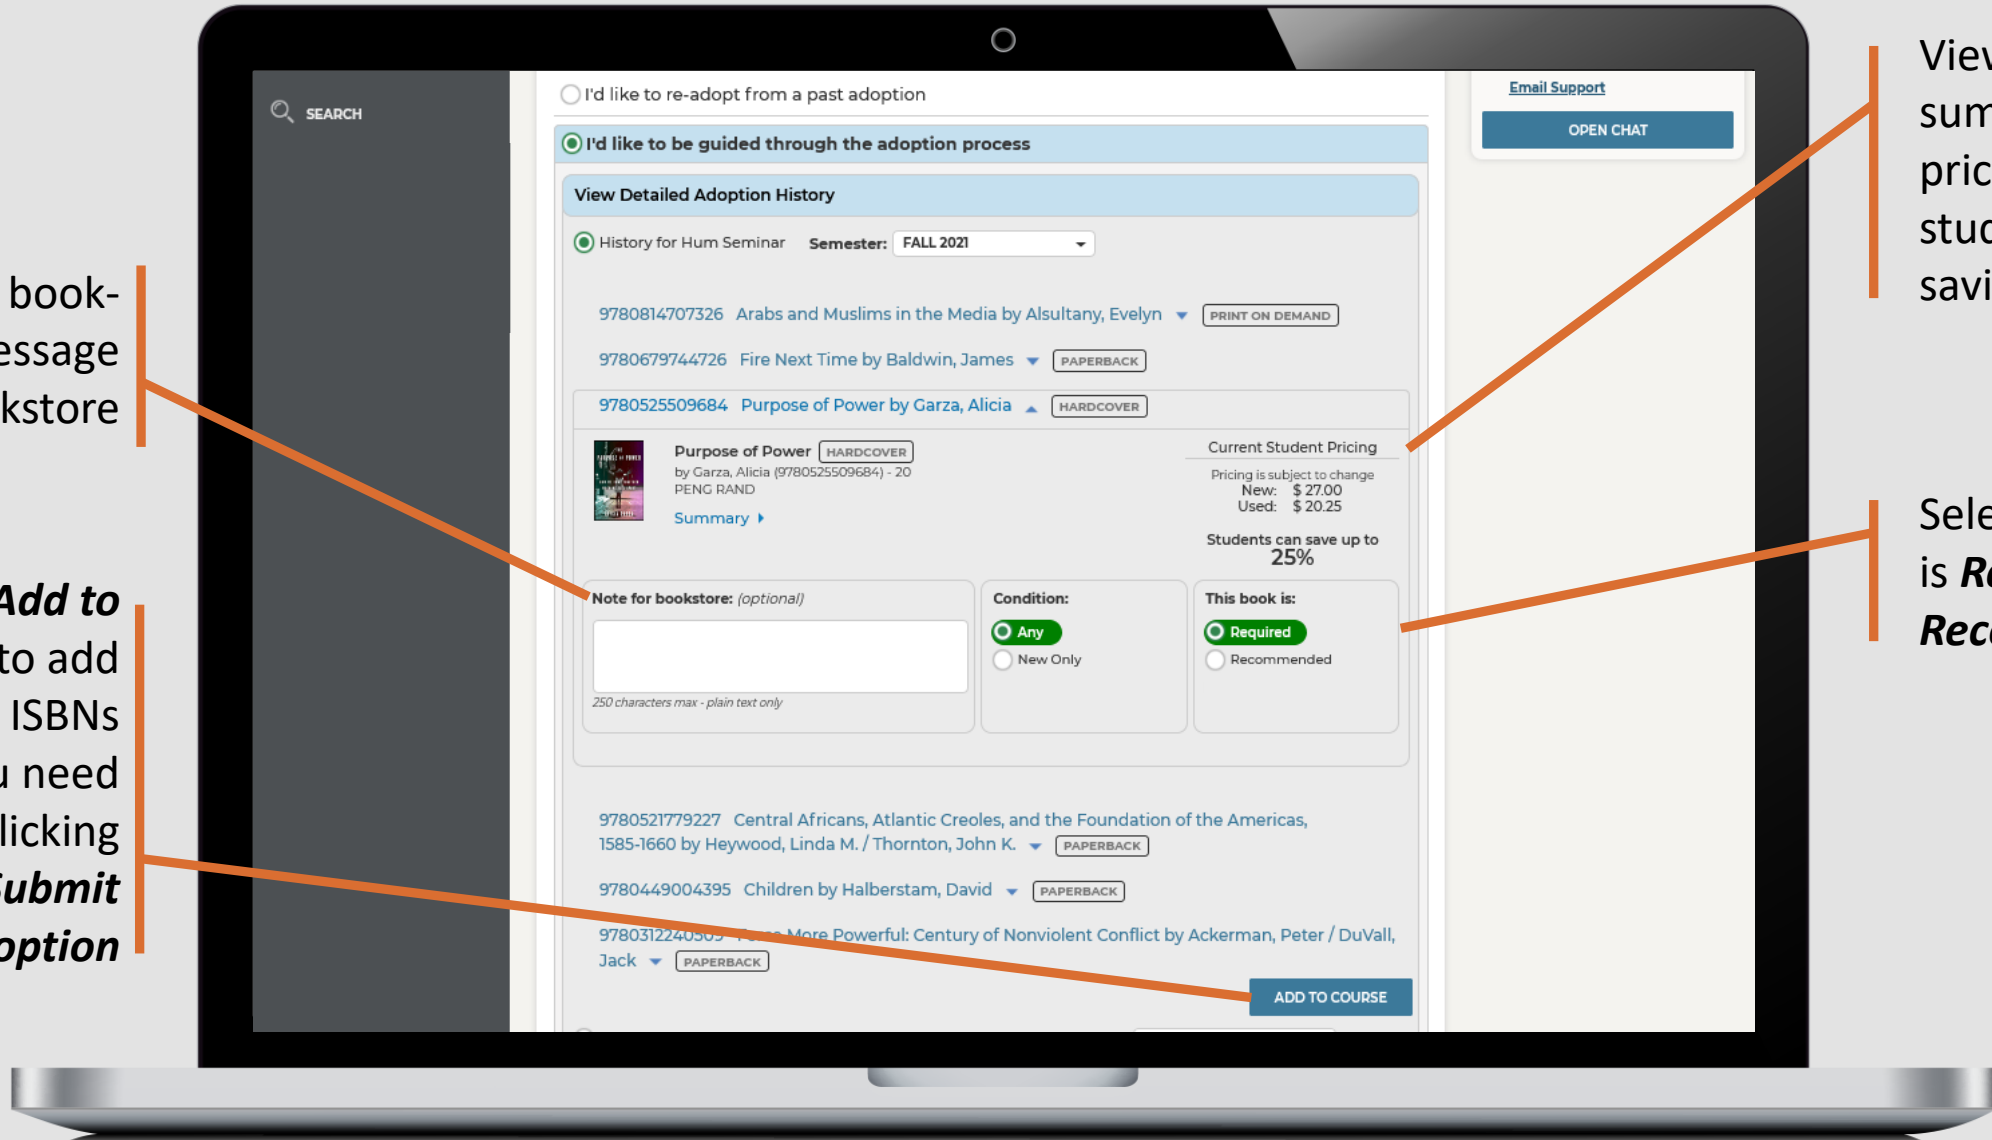 SEARCH
I'd like to re-adopt from a past adoption
I'd like to be guided through the adoption process
View Detailed Adoption History
History for Hum Seminar Semester: FALL 2021
9780814707326 Arabs and Muslims in the Media by Alsultany, Evelyn PRINT ON DEMAND
9780679744726 Fire Next Time by Baldwin, James PAPERBACK
9780525509684 Purpose of Power by Garza, Alicia HARDCOVER
Purpose of Power HARDCOVER
by Garza, Alicia (9780525509684) - 20
PENG RAND
Summary
Current Student Pricing
Pricing is subject to change
New: $ 27.00
Used: $ 20.25
Students can save up to
25%
Note for bookstore: (optional)
250 characters max - plain text only
Condition:
Any
New Only
This book is:
Required
Recommended
9780521779227 Central Africans, Atlantic Creoles, and the Foundation of the Americas,
1585-1660 by Heywood, Linda M. / Thornton, John K. PAPERBACK
9780449004395 Children by Halberstam, David PAPERBACK
More Powerful: Century of Nonviolent Conflict by Ackerman, Peter / DuVall,
Jack PAPERBACK
ADD TO COURSE
Email Support
OPEN CHAT
book-
essage
kstore
Add to
to add
ISBNs
u need
licking
Submit
option
View
sum
pric
stud
savi
Sele
is Re
Reco